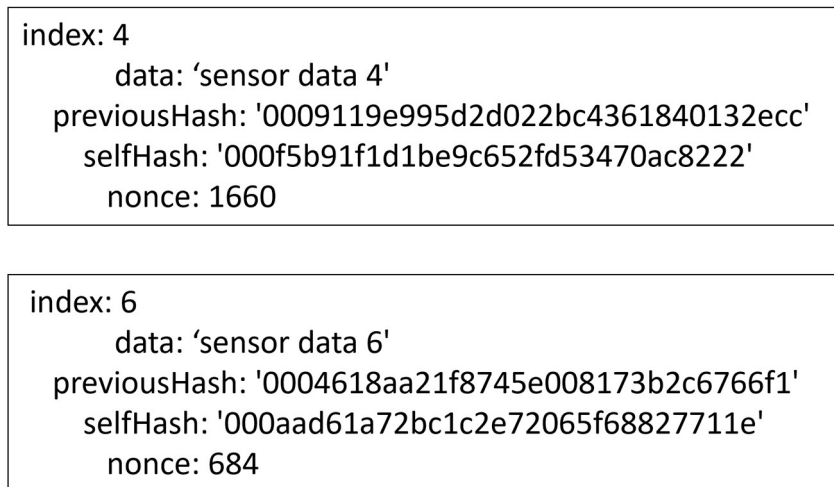 index: 4
data: ‘sensor data 4'
previousHash: '0009119e995d2d022bc4361840132ecc'
selfHash: '000f5b91f1d1be9c652fd53470ac8222'
nonce: 1660
index: 6
data: ‘sensor data 6'
previousHash: '0004618aa21f8745e008173b2c6766f1'
selfHash: '000aad61a72bc1c2e72065f68827711e'
nonce: 684